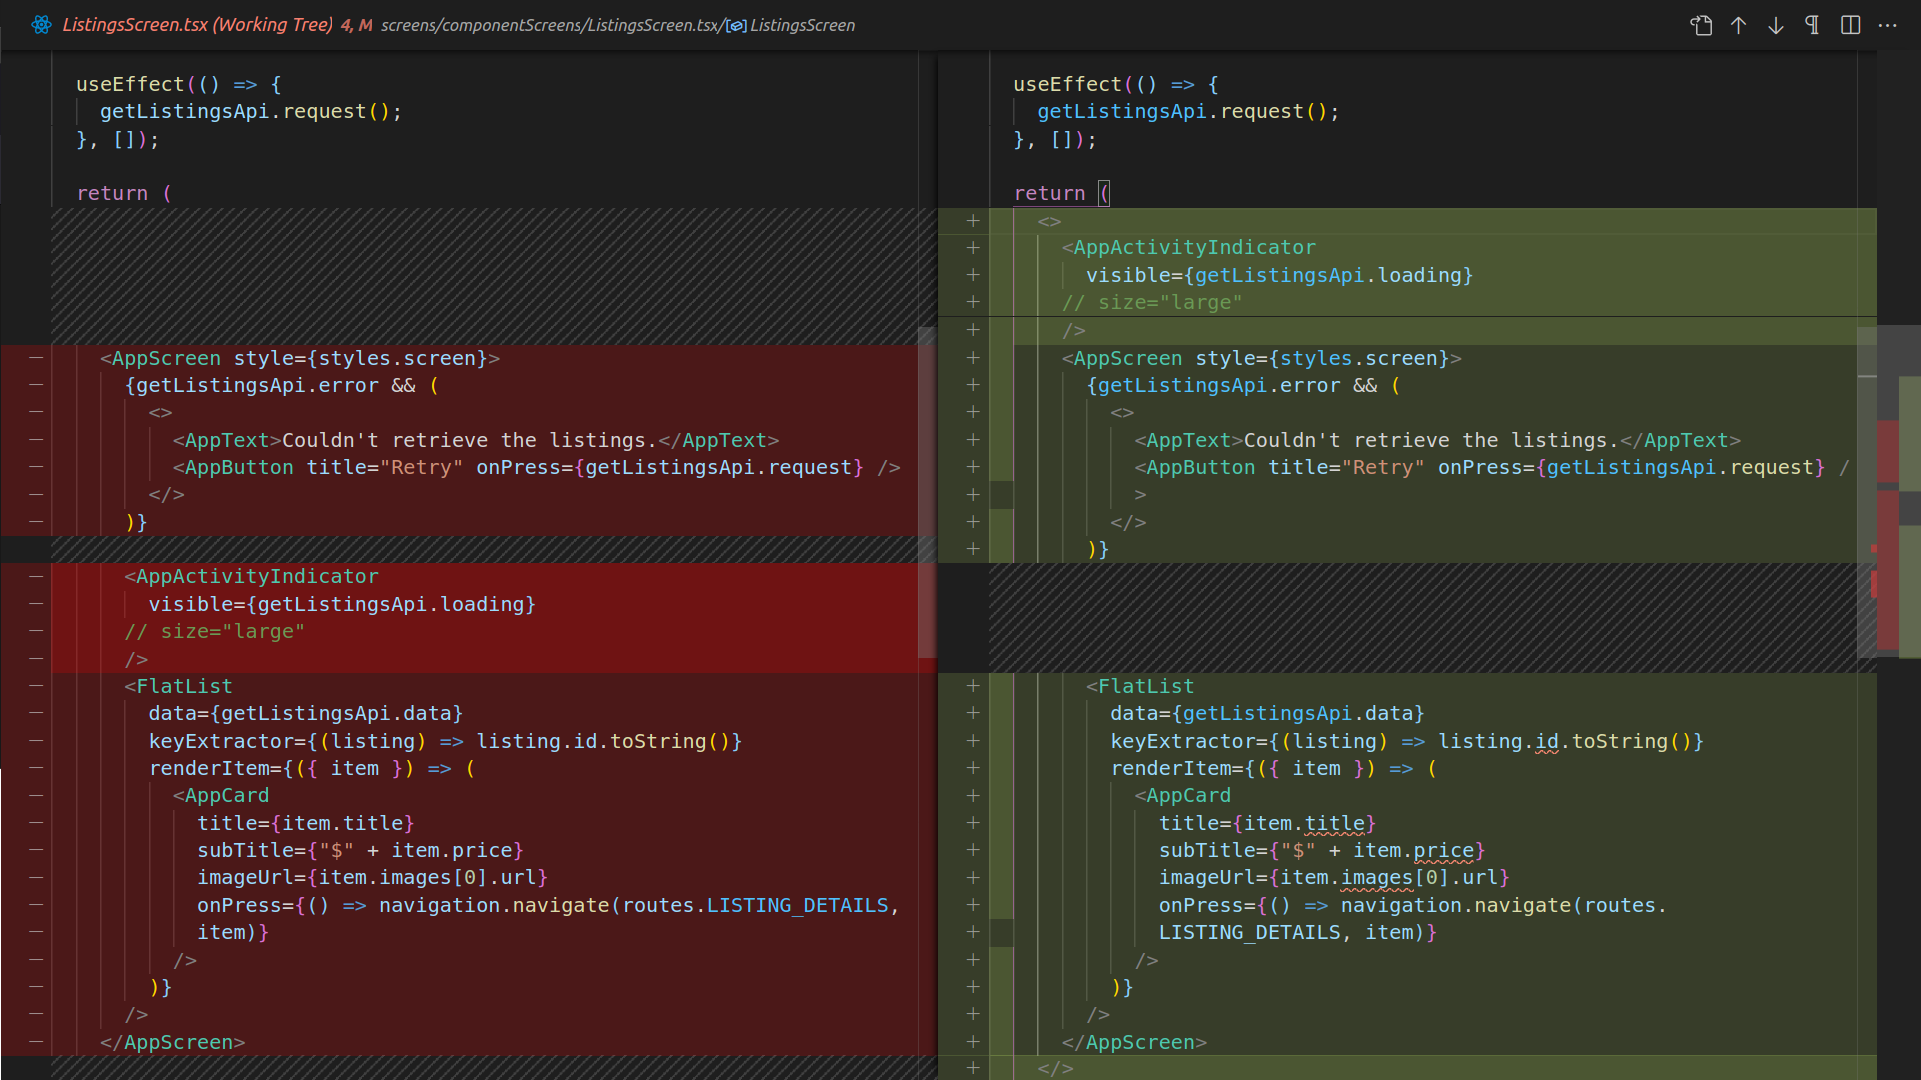 ListingsScreen.tsx (Working Tree) 4, M screens/componentScreens/ListingsScreen.tsx/ListingsScreen
useEffect(() => {
getListingsApi.request();
}, []);
return (
− <AppScreen style={styles.screen}>
− {getListingsApi.error && (
− <>
− <AppText>Couldn't retrieve the listings.</AppText>
− <AppButton title="Retry" onPress={getListingsApi.request} />
− </>
− )}
− <AppActivityIndicator
− visible={getListingsApi.loading}
− // size="large"
− />
− <FlatList
− data={getListingsApi.data}
− keyExtractor={(listing) => listing.id.toString()}
− renderItem={({ item }) => (
− <AppCard
− title={item.title}
− subTitle={"$" + item.price}
− imageUrl={item.images[0].url}
− onPress={() => navigation.navigate(routes.LISTING_DETAILS,
− item)}
− />
− )}
− />
− </AppScreen>
useEffect(() => {
getListingsApi.request();
}, []);
return (
+ <>
+ <AppActivityIndicator
+ visible={getListingsApi.loading}
+ // size="large"
+ />
+ <AppScreen style={styles.screen}>
+ {getListingsApi.error && (
+ <>
+ <AppText>Couldn't retrieve the listings.</AppText>
+ <AppButton title="Retry" onPress={getListingsApi.request} /
+ >
+ </>
+ )}
+ <FlatList
+ data={getListingsApi.data}
+ keyExtractor={(listing) => listing.id.toString()}
+ renderItem={({ item }) => (
+ <AppCard
+ title={item.title}
+ subTitle={"$" + item.price}
+ imageUrl={item.images[0].url}
+ onPress={() => navigation.navigate(routes.
+ LISTING_DETAILS, item)}
+ />
+ )}
+ />
+ </AppScreen>
+ </>